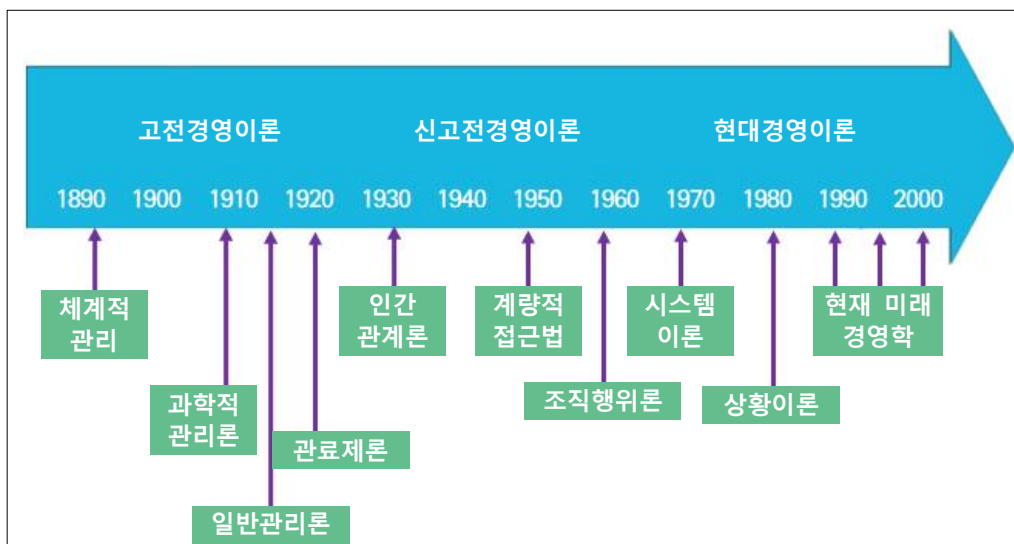 고전경영이론 신고전경영이론 현대경영이론
1890 1900 1910 1920 1930 1940 1950 1960 1970 1980 1990 2000
체계적
관리
인간
관계론
계량적
접근법
시스템
이론
현재 미래
경영학
과학적
관리론
조직행위론
상황이론
관료제론
일반관리론